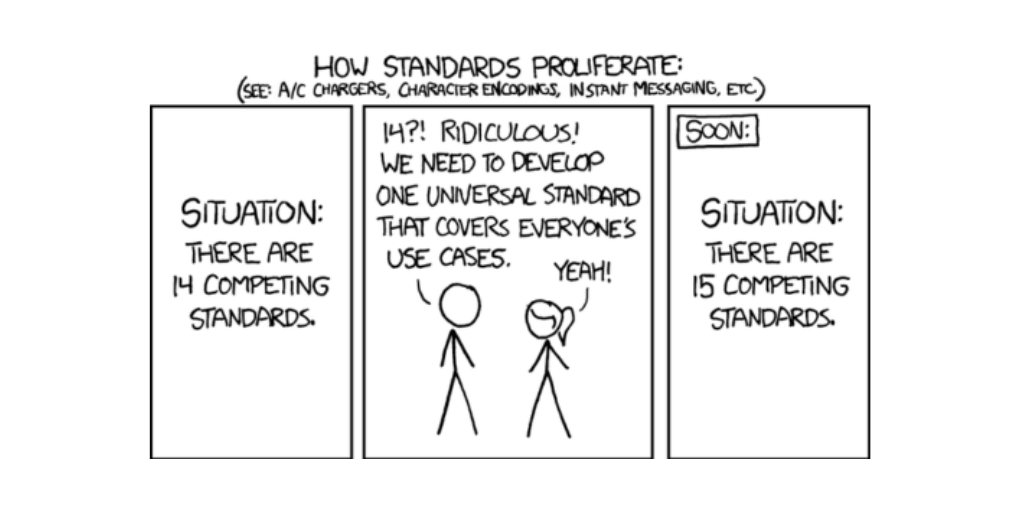 HOW STANDARDS PROLIFERATE:
(SEE: A/C CHARGERS, CHARACTER ENCODINGS, INSTANT MESSAGING, ETC.)
SITUATION:
THERE ARE
14 COMPETING
STANDARDS.
14?! RIDICULOUS!
WE NEED TO DEVELOP
ONE UNIVERSAL STANDARD
THAT COVERS EVERYONE'S
USE CASES.
YEAH!
SOON:
SITUATION:
THERE ARE
15 COMPETING
STANDARDS.